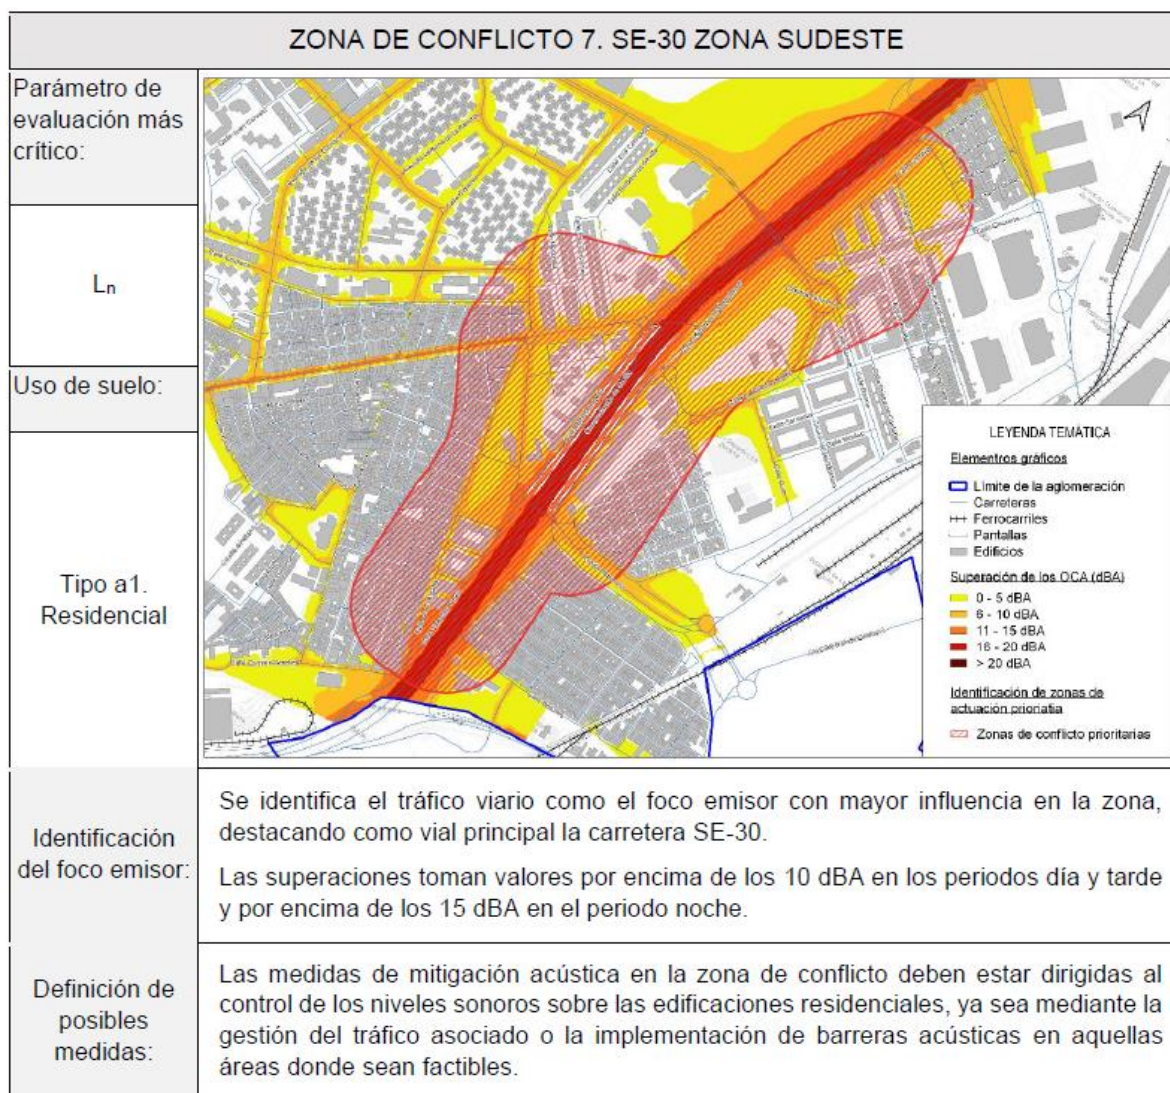 ZONA DE CONFLICTO 7. SE-30 ZONA SUDESTE
Parámetro de
evaluación más
crítico:
Lₙ
Uso de suelo:
Tipo a1.
Residencial
LEYENDA TEMÁTICA
Elementros gráficos
Límite de la aglomeración
Carreteras
Ferrocarriles
Pantallas
Edificios
Superación de los OCA (dBA)
0 - 5 dBA
6 - 10 dBA
11 - 15 dBA
16 - 20 dBA
> 20 dBA
Identificación de zonas de
actuación prioriatia
Zonas de conflicto prioritarias
Identificación
del foco emisor:
Se identifica el tráfico viario como el foco emisor con mayor influencia en la zona,
destacando como vial principal la carretera SE-30.
Las superaciones toman valores por encima de los 10 dBA en los periodos día y tarde
y por encima de los 15 dBA en el periodo noche.
Definición de
posibles
medidas:
Las medidas de mitigación acústica en la zona de conflicto deben estar dirigidas al
control de los niveles sonoros sobre las edificaciones residenciales, ya sea mediante la
gestión del tráfico asociado o la implementación de barreras acústicas en aquellas
áreas donde sean factibles.